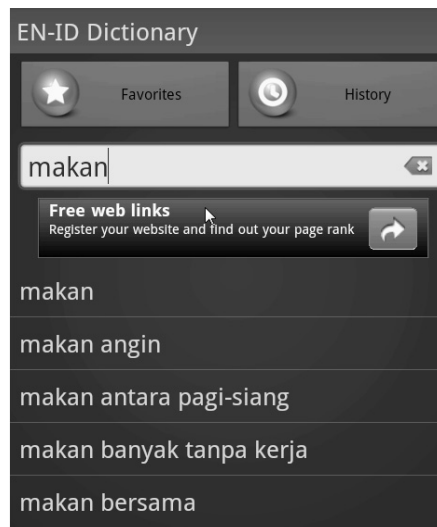 EN-ID Dictionary
Favorites
History
makan
Free web links
Register your website and find out your page rank
makan
makan angin
makan antara pagi-siang
makan banyak tanpa kerja
makan bersama